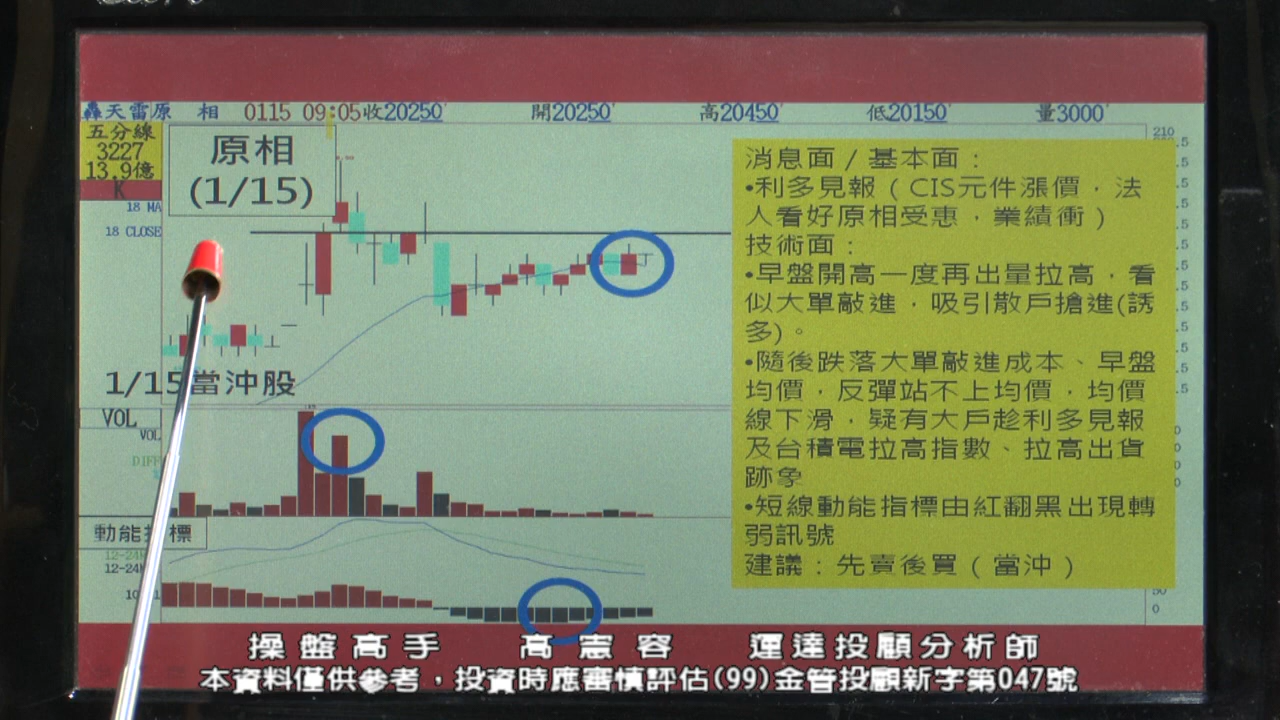 轟天雷原 相 0115 09:05收20250' 開20250' 高20450' 低20150' 量3000'
五分線
3227
13.9億
K
18 MA
18 CLOSE
原相
(1/15)
210
消息面／基本面：
•利多見報（CIS元件漲價，法
人看好原相受惠，業績衝）
技術面：
•早盤開高一度再出量拉高，看
似大單敲進，吸引散戶搶進(誘
多)。
•隨後跌落大單敲進成本、早盤
均價，反彈站不上均價，均價
線下滑，疑有大戶趁利多見報
及台積電拉高指數、拉高出貨
跡象
•短線動能指標由紅翻黑出現轉
弱訊號
建議：先賣後買（當沖）
1/15當沖股
VOL
VOL
DIFF
動能指標
0
操盤高手 高憲容 運達投顧分析師
本資料僅供參考，投資時應審慎評估(99)金管投顧新字第047號